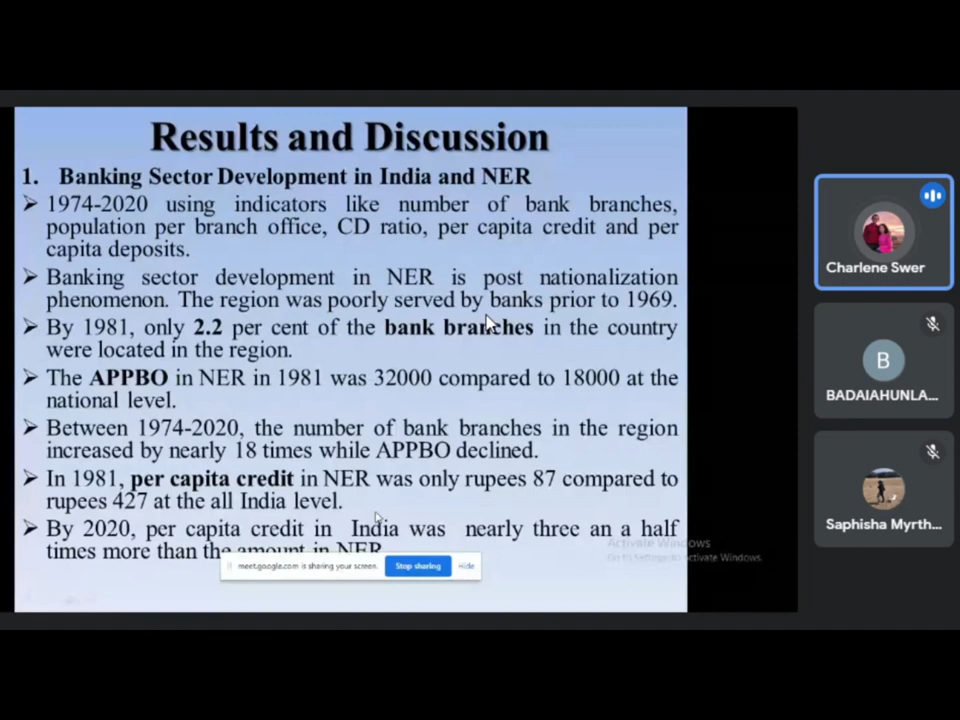 Results and Discussion
1. Banking Sector Development in India and NER
➢ 1974-2020 using indicators like number of bank branches,
population per branch office, CD ratio, per capita credit and per
capita deposits.
➢ Banking sector development in NER is post nationalization
phenomenon. The region was poorly served by banks prior to 1969.
➢ By 1981, only 2.2 per cent of the bank branches in the country
were located in the region.
➢ The APPBO in NER in 1981 was 32000 compared to 18000 at the
national level.
➢ Between 1974-2020, the number of bank branches in the region
increased by nearly 18 times while APPBO declined.
➢ In 1981, per capita credit in NER was only rupees 87 compared to
rupees 427 at the all India level.
➢ By 2020, per capita credit in India was nearly three an a half
times more than the amount in NER
meet.google.com is sharing your screen.
Stop sharing
Hide
Activate Windows
Go to Settings to activate Windows.
Charlene Swer
B
BADAIAHUNLA...
Saphisha Myrth...